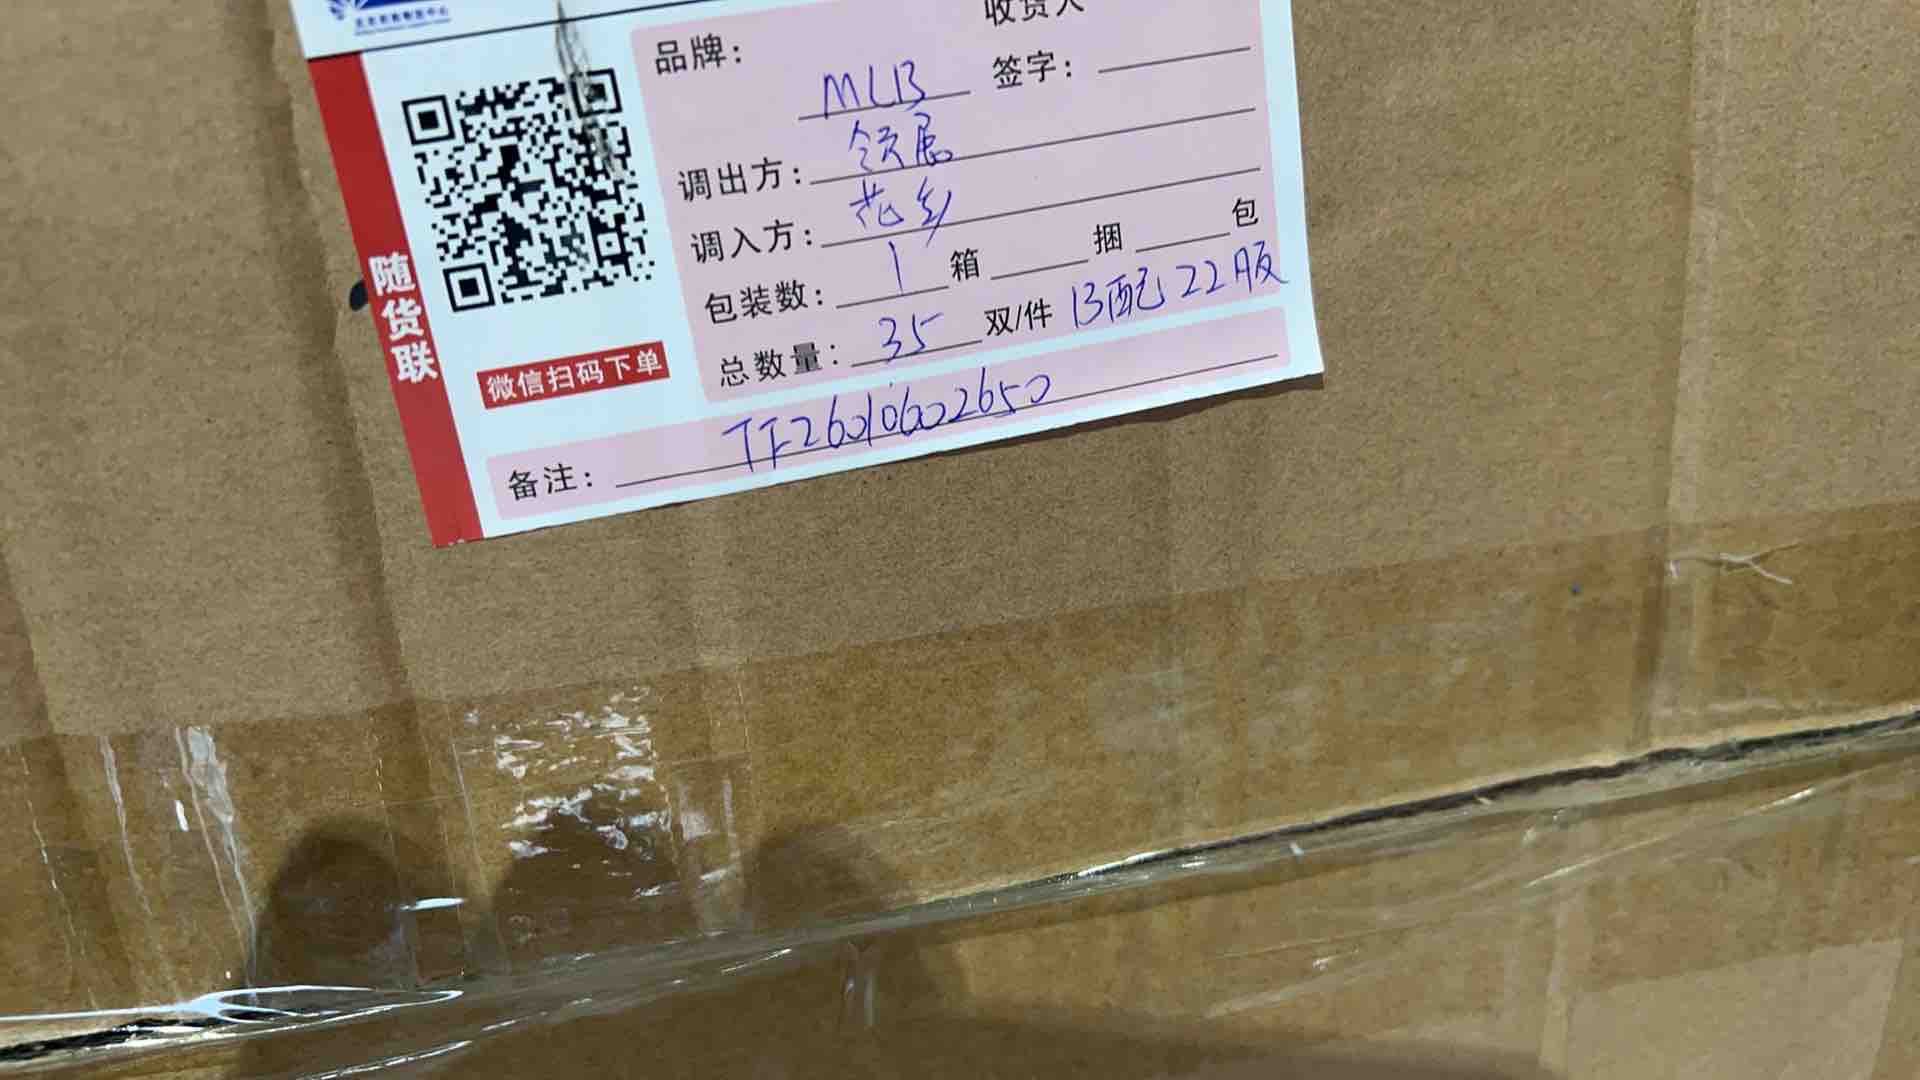 收货人
品牌： MLB 签字：
调出方： 领展
调入方： 花乡
包装数： 1 箱 捆 包
总数量： 35 双/件 13配 22服
备注： TF26010602650
随货联
微信扫码下单